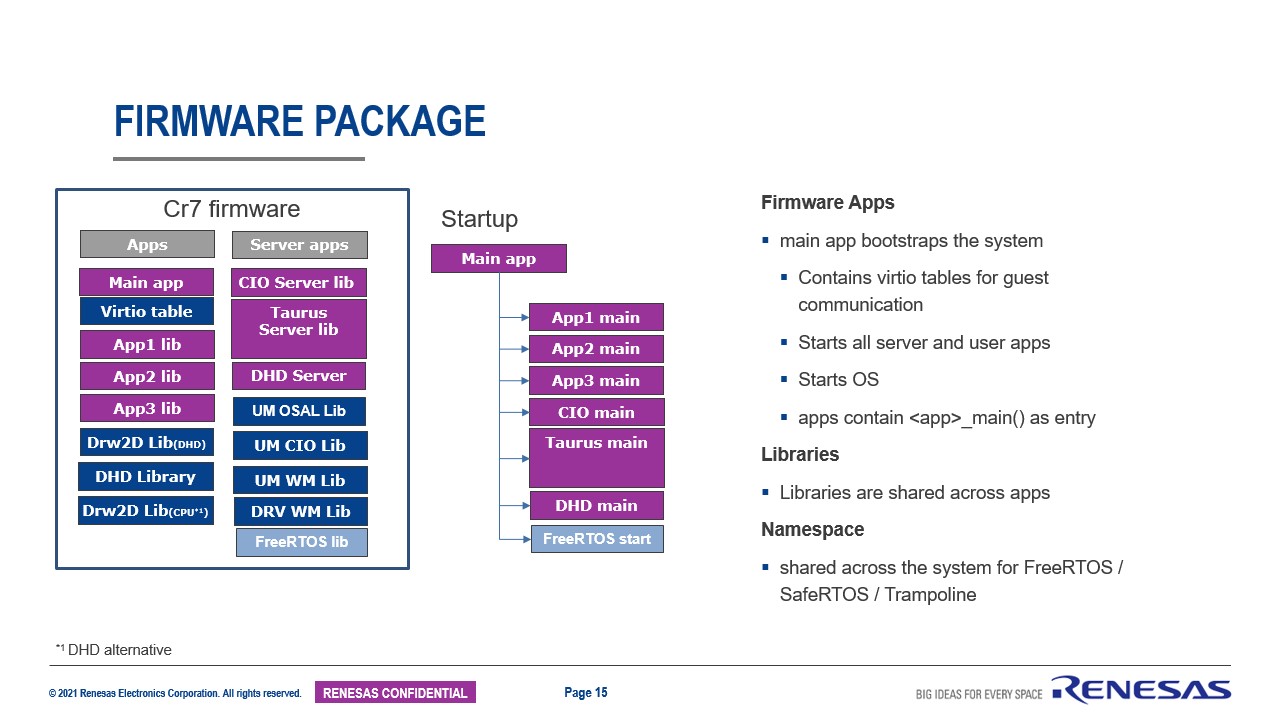 FIRMWARE PACKAGE
Cr7 firmware
Apps
Main app
Virtio table
App1 lib
App2 lib
App3 lib
Drw2D Lib(DHD)
DHD Library
Drw2D Lib(CPU*1)
Server apps
CIO Server lib
Taurus
Server lib
DHD Server
UM OSAL Lib
UM CIO Lib
UM WM Lib
DRV WM Lib
FreeRTOS lib
Startup
Main app
App1 main
App2 main
App3 main
CIO main
Taurus main
DHD main
FreeRTOS start
Firmware Apps
▪ main app bootstraps the system
▪ Contains virtio tables for guest
communication
▪ Starts all server and user apps
▪ Starts OS
▪ apps contain <app>_main() as entry
Libraries
▪ Libraries are shared across apps
Namespace
▪ shared across the system for FreeRTOS /
SafeRTOS / Trampoline
*1 DHD alternative
© 2021 Renesas Electronics Corporation. All rights reserved.
RENESAS CONFIDENTIAL
Page 15
BIG IDEAS FOR EVERY SPACE
RENESAS